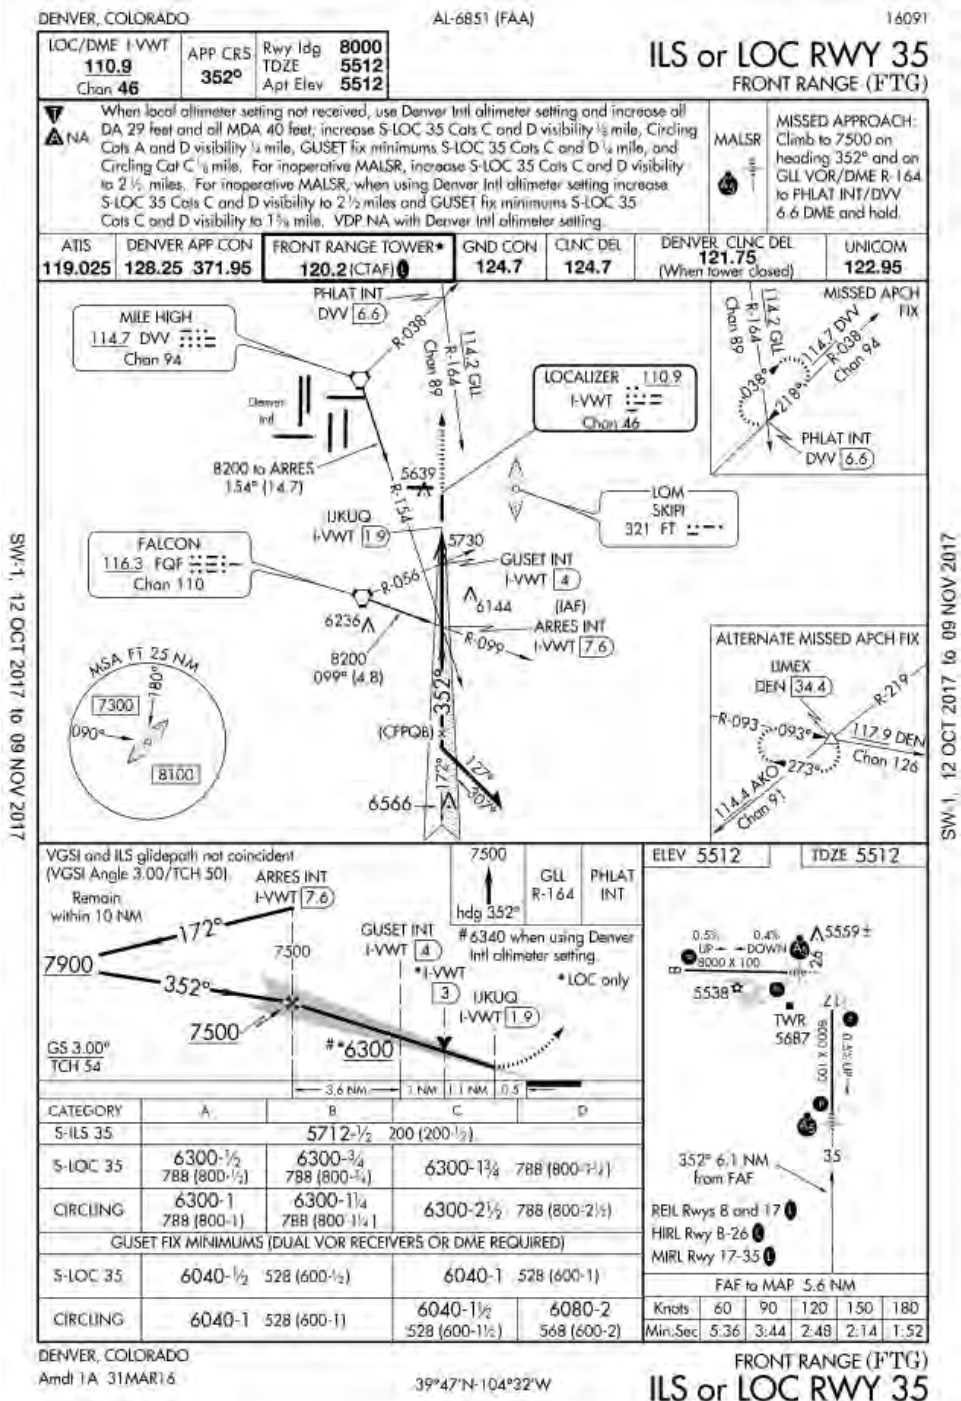 DENVER, COLORADO
AL-6851 (FAA)
16091
LOC/DME I-VWT
110.9
Chan 46
APP CRS
352°
Rwy ldg 8000
TDZE 5512
Apt Elev 5512
ILS or LOC RWY 35
FRONT RANGE (FTG)
T
A NA
When local altimeter setting not received, use Denver Intl altimeter setting and increase all
DA 29 feet and all MDA 40 feet; increase S-LOC 35 Cats C and D visibility ⅛ mile, Circling
Cats A and D visibility ¼ mile, GUSET fix minimums S-LOC 35 Cats C and D ¼ mile, and
Circling Cat C mile. For inoperative MALSR, increase S-LOC 35 Cats C and D visibility
to 2 ½ miles. For inoperative MALSR, when using Denver Intl altimeter setting increase
S-LOC 35 Cats C and D visibility to 2 ½ miles and GUSET fix minimums S-LOC 35
Cats C and D visibility to mile. VDP NA with Denver Intl altimeter setting.
MALSR
A5
MISSED APPROACH:
Climb to 7500 on
heading 352° and on
GLL VOR/DME R-164
to PHLAT INT/DVV
6.6 DME and hold.
ATIS
119.025
DENVER APP CON
128.25 371.95
FRONT RANGE TOWER*
120.2 (CTAF) L
GND CON
124.7
CLNC DEL
124.7
DENVER CLNC DEL
121.75
(When tower closed)
UNICOM
122.95
PHLAT INT
DVV 6.6
MILE HIGH
114.7 DVV
Chan 94
R-038
114.2 GLL
R-164
Chan 89
Denver
Intl
LOCALIZER 110.9
I-VWT
Chan 46
8200 to ARRES
154° (14.7)
R-154
5639
LOM
SKIPI
321 FT
IJKUQ
I-VWT 1.9
5730
FALCON
116.3 FQF
Chan 110
R-056
GUSET INT
I-VWT 4
6144
(IAF)
ARRES INT
I-VWT 7.6
6236
R-099
8200
099° (4.8)
352°
(CFPQB)
172°
127°
307°
6566
MSA FT 25 NM
180°
7300
090°
8100
MISSED APCH
FIX
114.2 GLL
R-164
Chan 89
114.7 DVV
R-038
Chan 94
038°
218°
PHLAT INT
DVV 6.6
ALTERNATE MISSED APCH FIX
LIMEX
DEN 34.4
R-219
R-093
093°
273°
117.9 DEN
Chan 126
114.4 AKO
Chan 91
SW-1, 12 OCT 2017 to 09 NOV 2017
SW-1, 12 OCT 2017 to 09 NOV 2017
VGSI and ILS glidepath not coincident
(VGSI Angle 3.00/TCH 50)
Remain
within 10 NM
ARRES INT
I-VWT 7.6
172°
7900
352°
7500
7500
GS 3.00°
TCH 54
GUSET INT
I-VWT 4
*I-VWT
3
IJKUQ
I-VWT 1.9
#*6300
3.6 NM
1 NM
1.1 NM
0.5
7500
hdg 352°
GLL
R-164
PHLAT
INT
#6340 when using Denver
Intl altimeter setting.
*LOC only
ELEV 5512
TDZE 5512
0.5%
UP
0.4%
DOWN
A5
5559±
8
8000 X 100
26
5538
TWR
5687
17
8000 X 100
0.5% UP
P
A5
35
352° 6.1 NM
from FAF
REIL Rwys 8 and 17 L
HIRL Rwy 8-26 L
MIRL Rwy 17-35 L
CATEGORY A B C D
S-ILS 35 5712-½ 200 (200-½)
S-LOC 35
6300-½
788 (800-½)
6300-¾
788 (800-¾)
6300-1¾ 788 (800-1¾)
CIRCLING
6300-1
788 (800-1)
6300-1¼
788 (800-1¼)
6300-2½ 788 (800-2½)
GUSET FIX MINIMUMS (DUAL VOR RECEIVERS OR DME REQUIRED)
S-LOC 35 6040-½ 528 (600-½) 6040-1 528 (600-1)
CIRCLING 6040-1 528 (600-1)
6040-1½
528 (600-1½)
6080-2
568 (600-2)
FAF to MAP 5.6 NM
Knots 60 90 120 150 180
Min:Sec 5:36 3:44 2:48 2:14 1:52
DENVER, COLORADO
Amdt 1A 31MAR16
39°47'N-104°32'W
FRONT RANGE (FTG)
ILS or LOC RWY 35